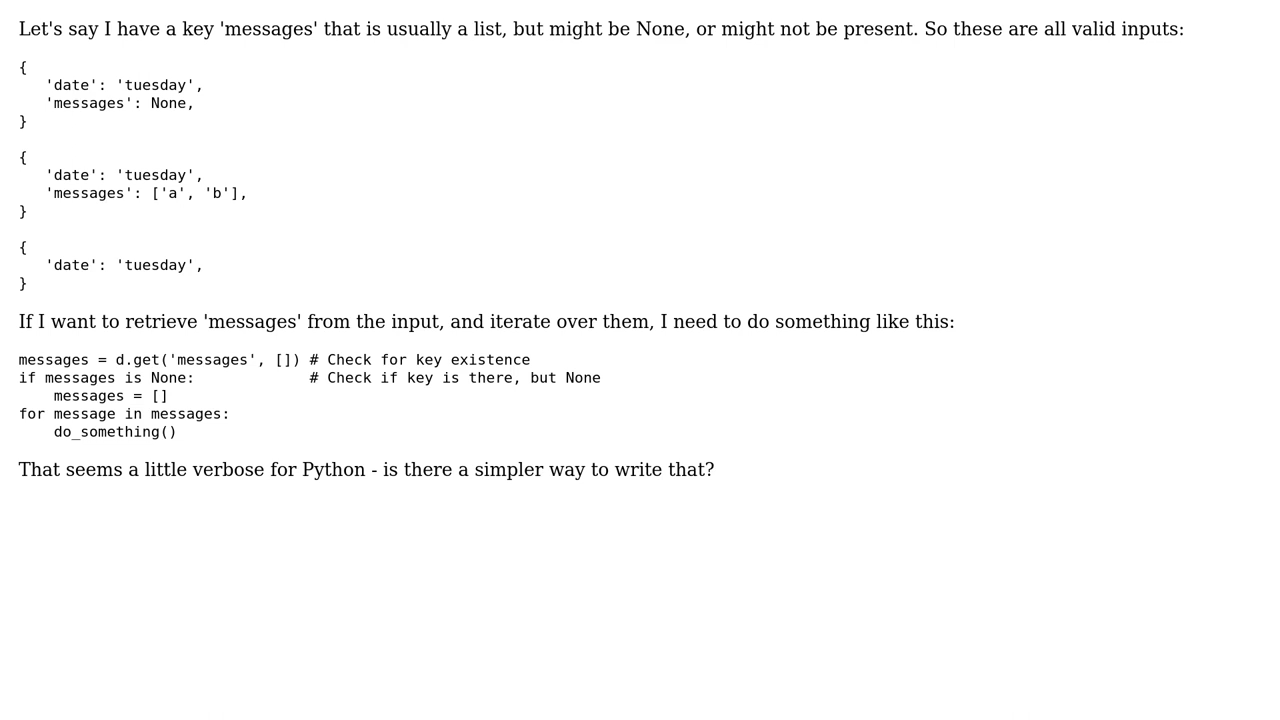 Let's say I have a key 'messages' that is usually a list, but might be None, or might not be present. So these are all valid inputs:
{
   'date': 'tuesday',
   'messages': None,
}
{
   'date': 'tuesday',
   'messages': ['a', 'b'],
}
{
   'date': 'tuesday',
}
If I want to retrieve 'messages' from the input, and iterate over them, I need to do something like this:
messages = d.get('messages', []) # Check for key existence
if messages is None:             # Check if key is there, but None
    messages = []
for message in messages:
    do_something()
That seems a little verbose for Python - is there a simpler way to write that?